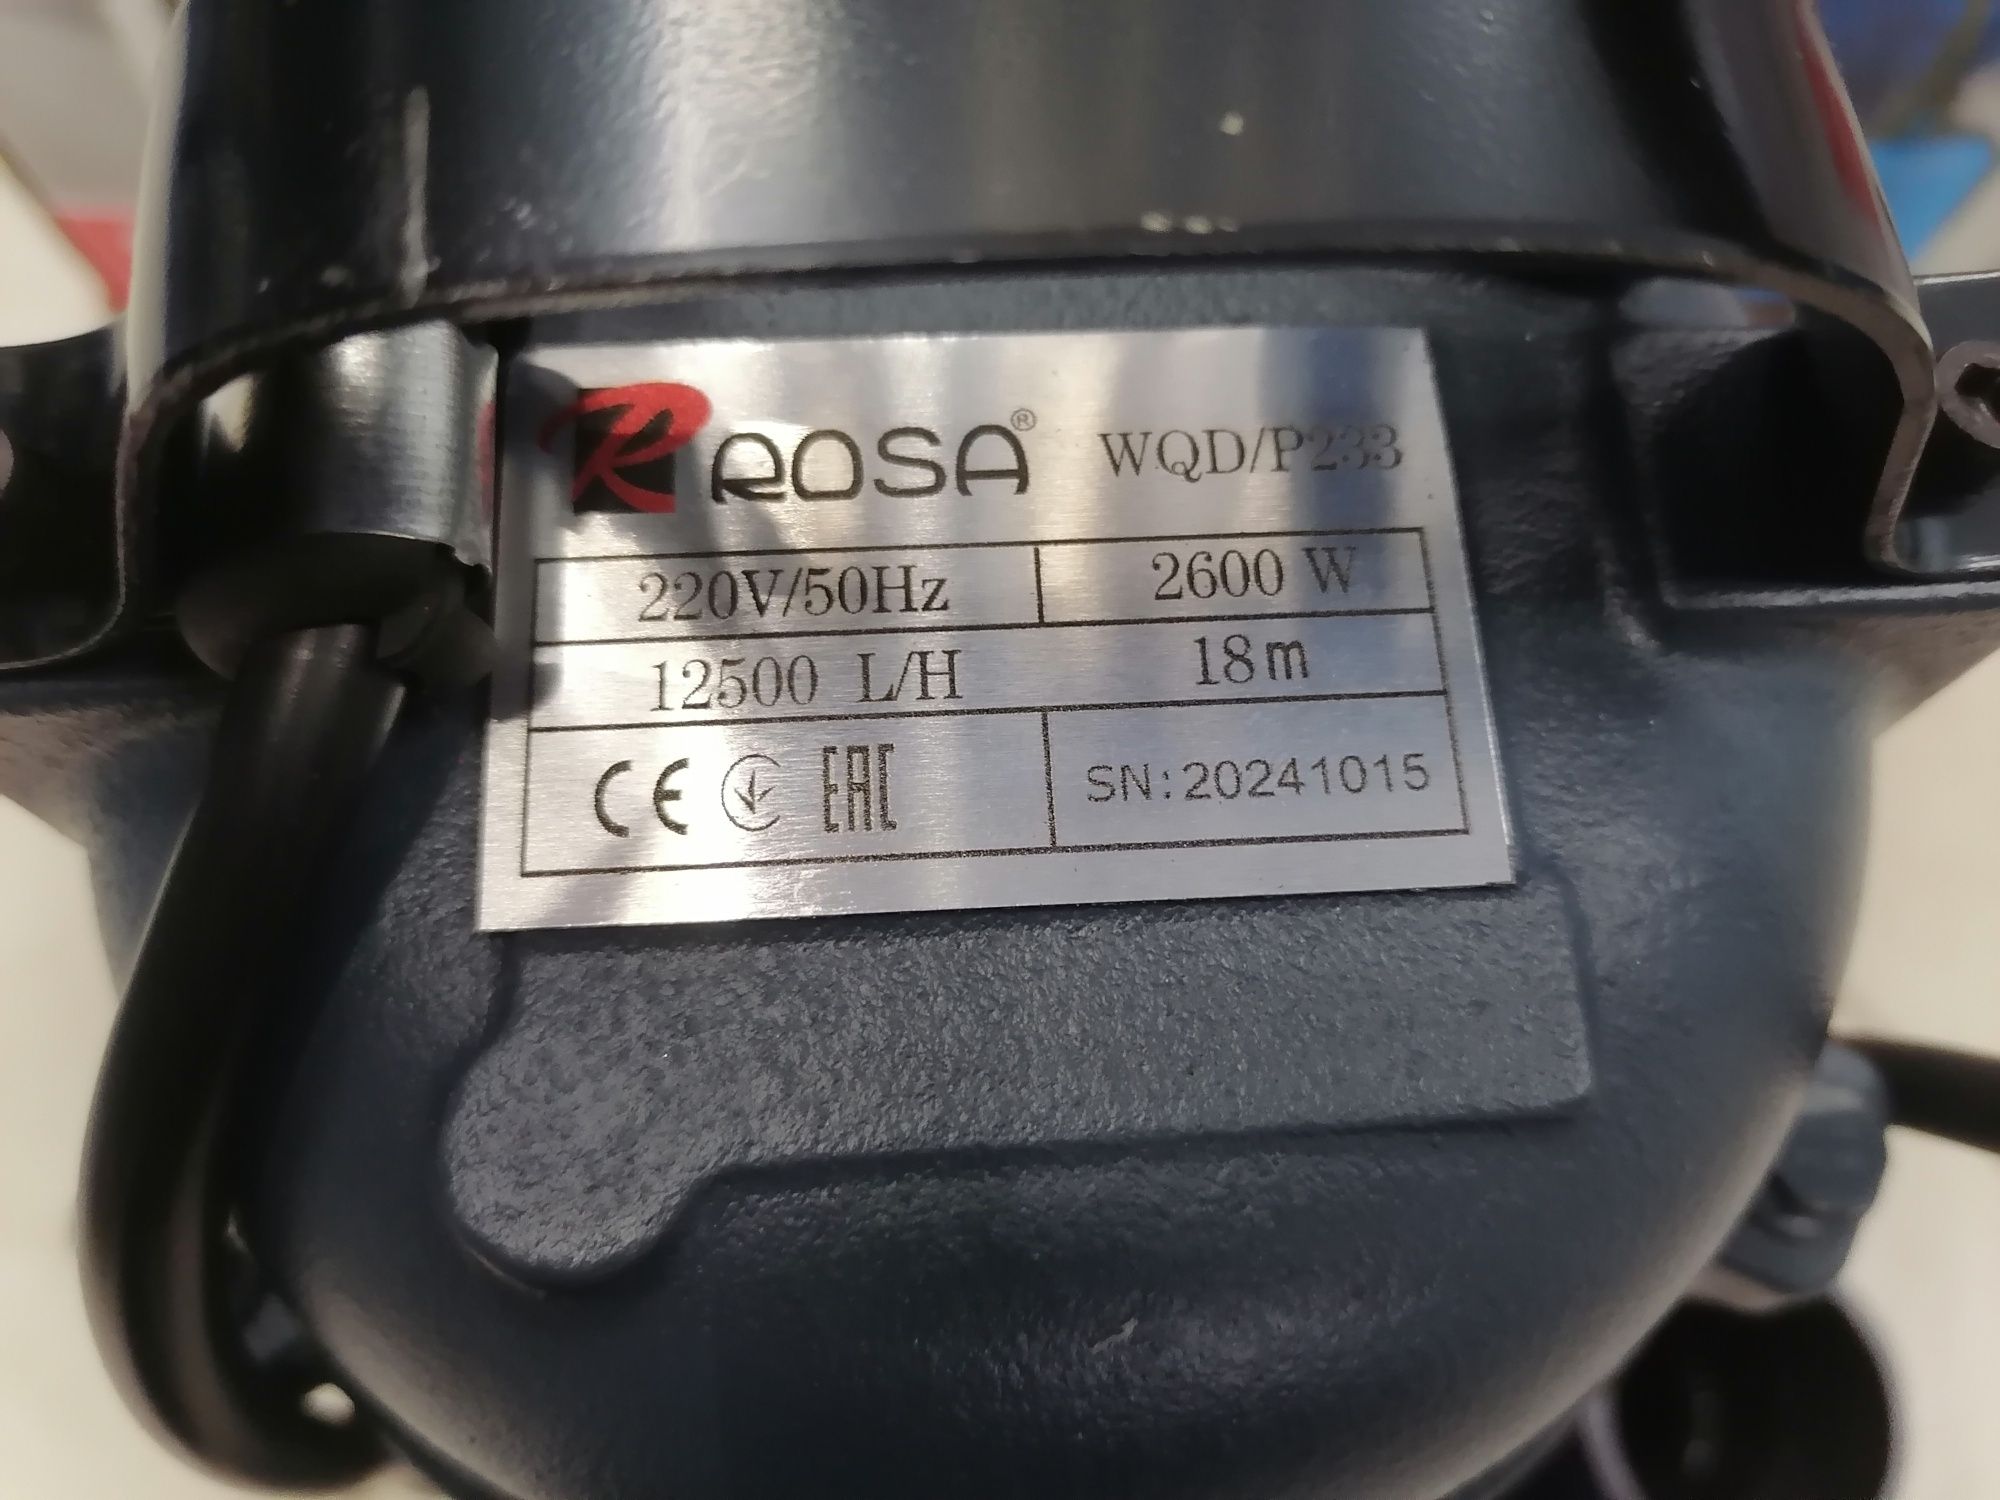 ROSA® WQD/P233
220V/50Hz 2600 W
12500 L/H 18m
CE EAC SN:20241015